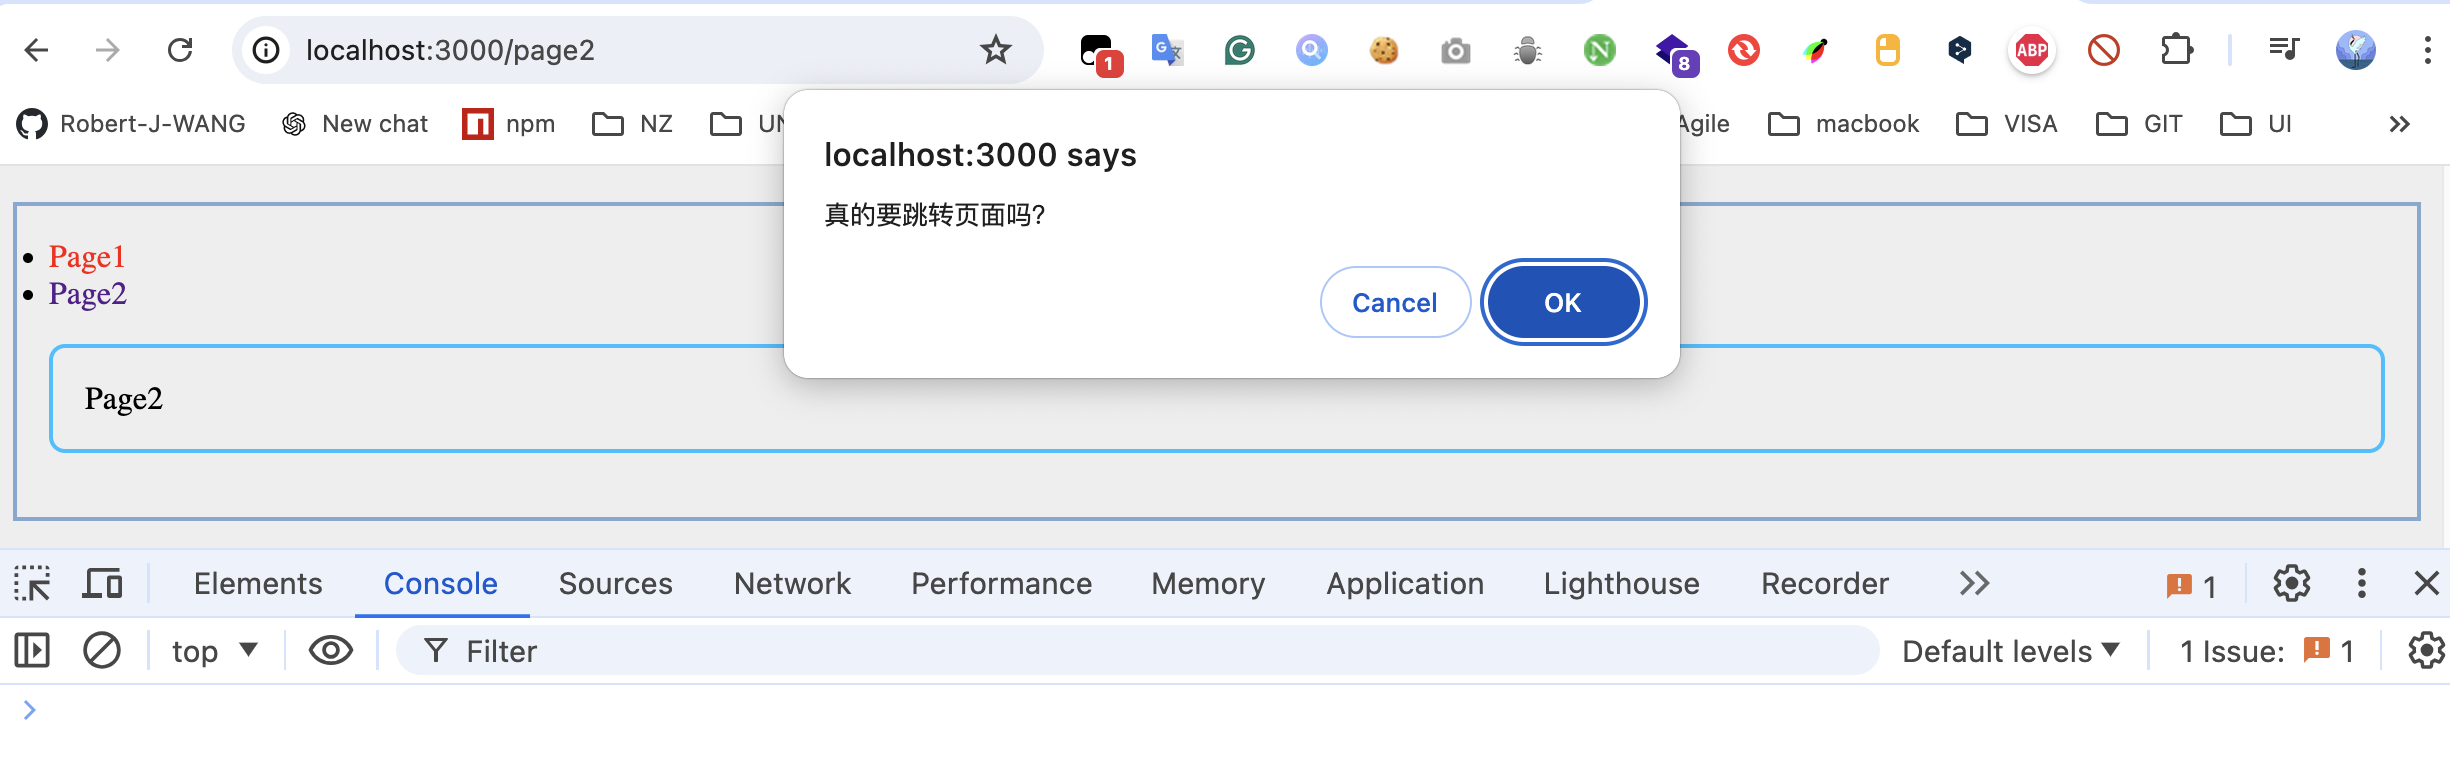 localhost:3000/page2
1
8
ABP
Robert-J-WANG New chat npm NZ Agile macbook VISA GIT UI
localhost:3000 says
真的要跳转页面吗?
Cancel OK
Page1
Page2
Page2
Elements Console Sources Network Performance Memory Application Lighthouse Recorder 1
top Filter Default levels 1 Issue: 1